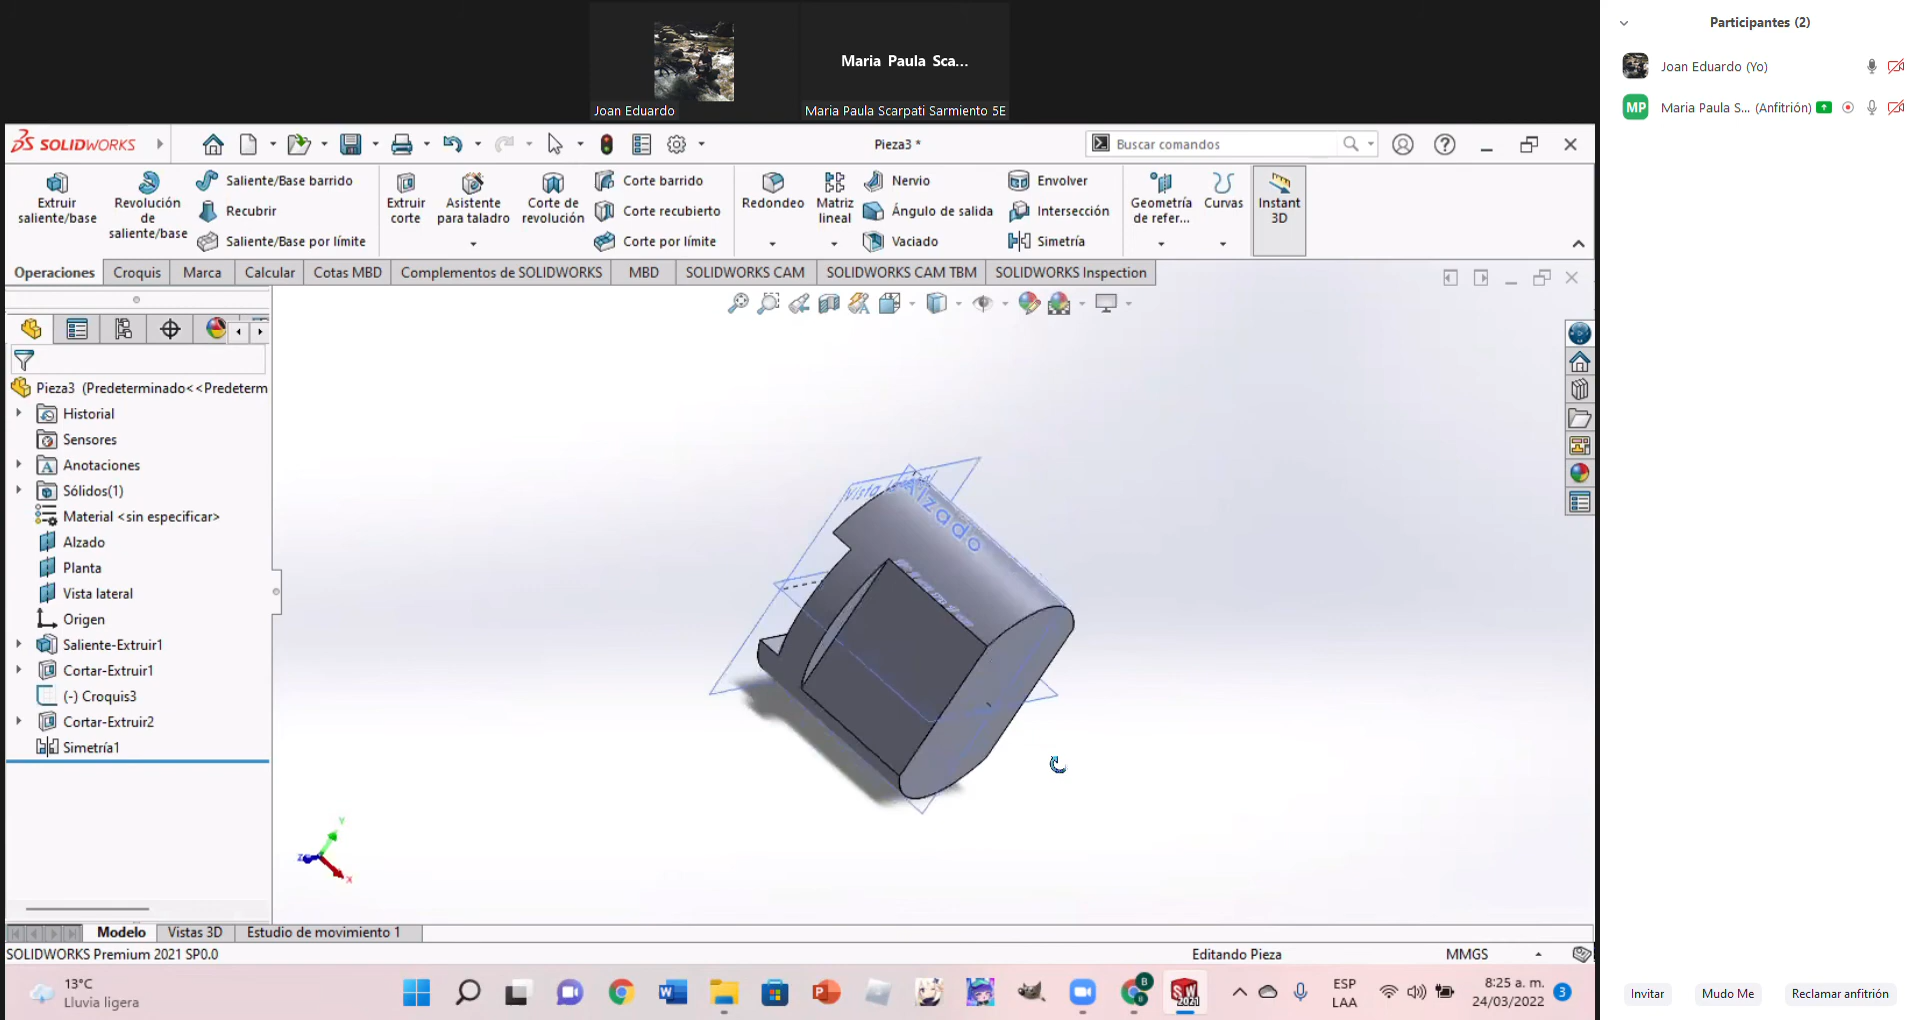 Maria Paula Sca...
Joan Eduardo
Maria Paula Scarpati Sarmiento 5E
Participantes (2)
Joan Eduardo (Yo)
MP
Maria Paula S... (Anfitrión)
SOLIDWORKS
Pieza3 *
Buscar comandos
Extruir saliente/base
Revolución de saliente/base
Saliente/Base barrido
Recubrir
Saliente/Base por límite
Extruir corte
Asistente para taladro
Corte de revolución
Corte barrido
Corte recubierto
Corte por límite
Redondeo
Matriz lineal
Nervio
Ángulo de salida
Vaciado
Envolver
Intersección
Simetría
Geometría de refer...
Curvas
Instant 3D
Operaciones
Croquis
Marca
Calcular
Cotas MBD
Complementos de SOLIDWORKS
MBD
SOLIDWORKS CAM
SOLIDWORKS CAM TBM
SOLIDWORKS Inspection
Pieza3 (Predeterminado<<Predeterm
Historial
Sensores
Anotaciones
Sólidos(1)
Material <sin especificar>
Alzado
Planta
Vista lateral
Origen
Saliente-Extruir1
Cortar-Extruir1
(-) Croquis3
Cortar-Extruir2
Simetría1
Alzado
Y
Z
X
Modelo
Vistas 3D
Estudio de movimiento 1
SOLIDWORKS Premium 2021 SP0.0
Editando Pieza
MMGS
13°C
Lluvia ligera
ESP
LAA
8:25 a. m.
24/03/2022
3
Invitar
Mudo Me
Reclamar anfitrión